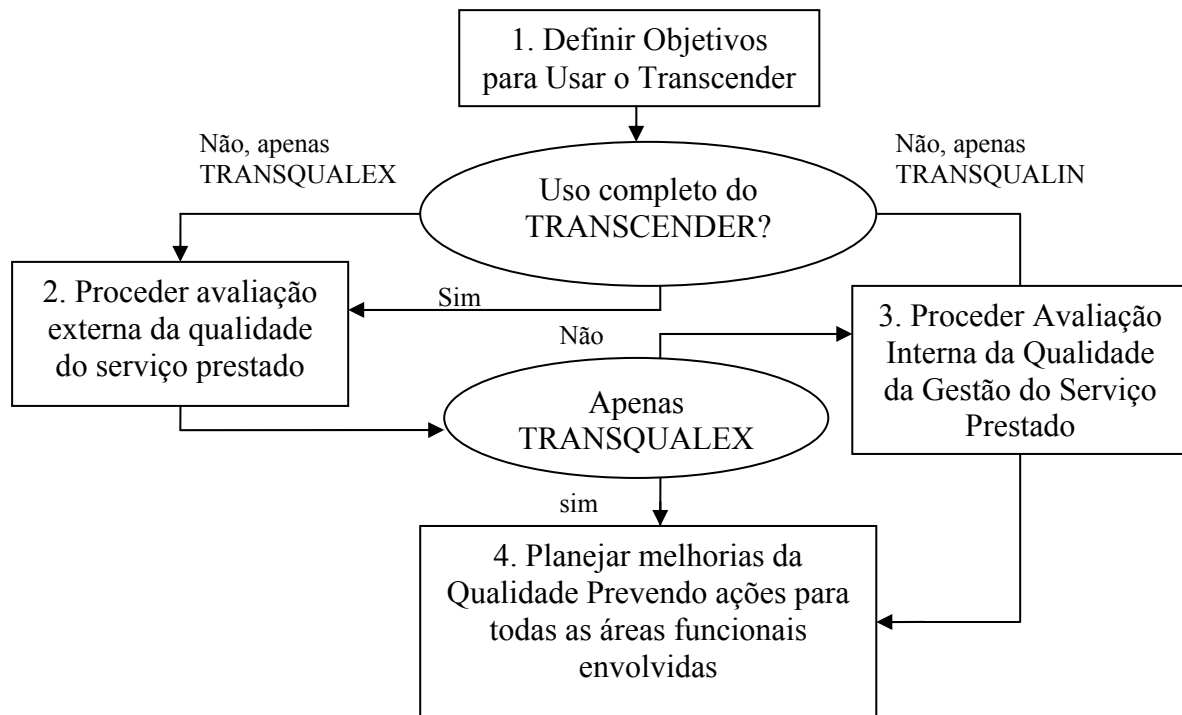 1. Definir Objetivos
para Usar o Transcender
Não, apenas
TRANSQUALEX
Não, apenas
TRANSQUALIN
Uso completo do
TRANSCENDER?
2. Proceder avaliação
externa da qualidade
do serviço prestado
Sim
Não
3. Proceder Avaliação
Interna da Qualidade
da Gestão do Serviço
Prestado
Apenas
TRANSQUALEX
sim
4. Planejar melhorias da
Qualidade Prevendo ações para
todas as áreas funcionais
envolvidas